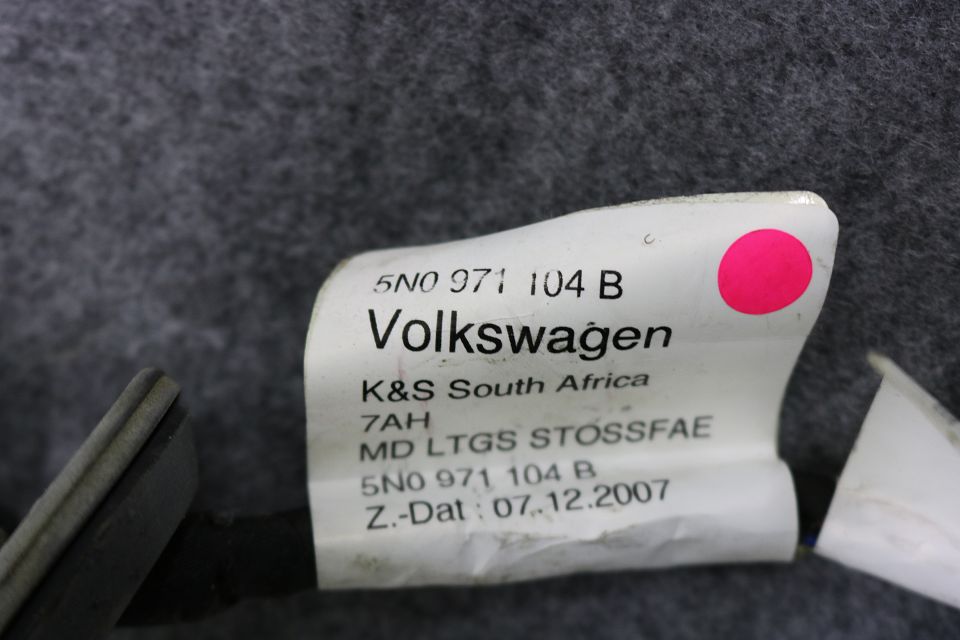 5N0 971 104 B
Volkswagen
K&S South Africa
7AH
MD LTGS STOSSFAE
5N0 971 104 B
Z.-Dat : 07.12.2007